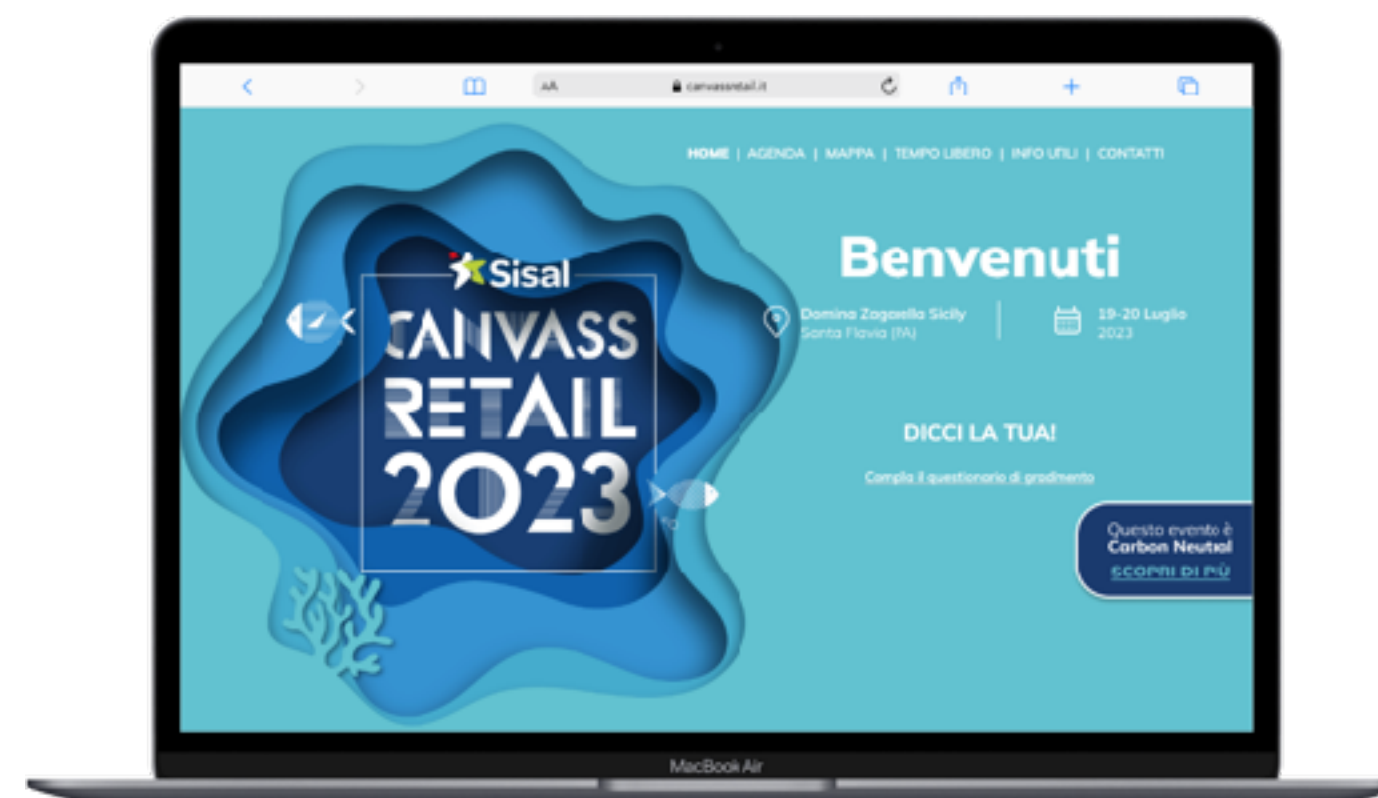 AA
canvassretail.it
HOME | AGENDA | MAPPA | TEMPO LIBERO | INFO UTILI | CONTATTI
Sisal
CANVASS
RETAIL
2023
Benvenuti
Domina Zagarella Sicily
Santa Flavia (PA)
19-20 Luglio
2023
DICCI LA TUA!
Compila il questionario di gradimento
Questo evento è
Carbon Neutral
SCOPRI DI PIÙ
MacBook Air